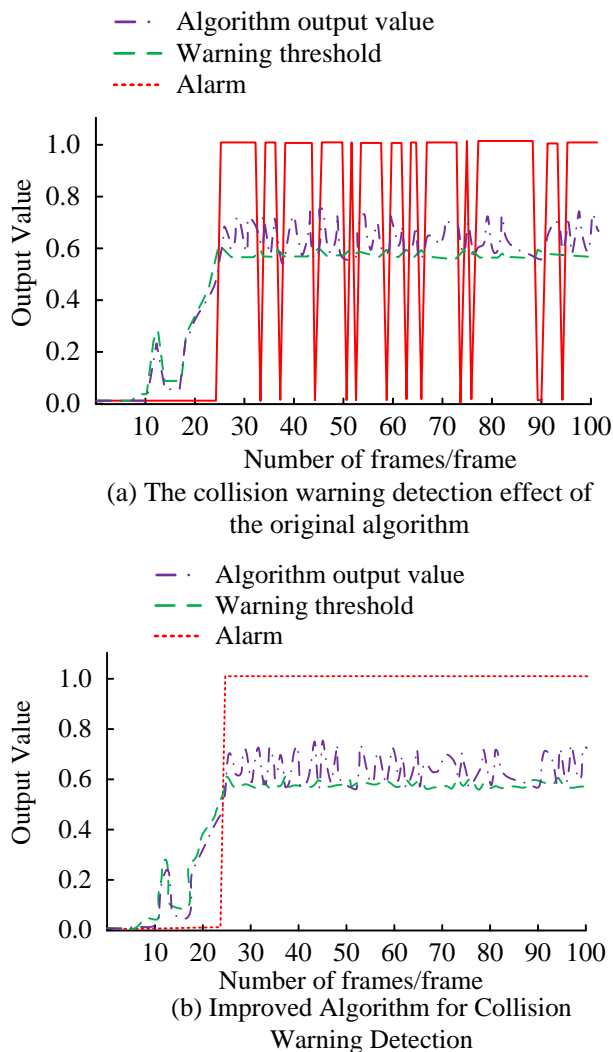 Algorithm output value
Warning threshold
Alarm
Output Value
1.0
0.8
0.6
0.4
0.2
0.0
10 20 30 40 50 60 70 80 90 100
Number of frames/frame
(a) The collision warning detection effect of
the original algorithm
Algorithm output value
Warning threshold
Alarm
Output Value
1.0
0.8
0.6
0.4
0.2
0.0
10 20 30 40 50 60 70 80 90 100
Number of frames/frame
(b) Improved Algorithm for Collision
Warning Detection